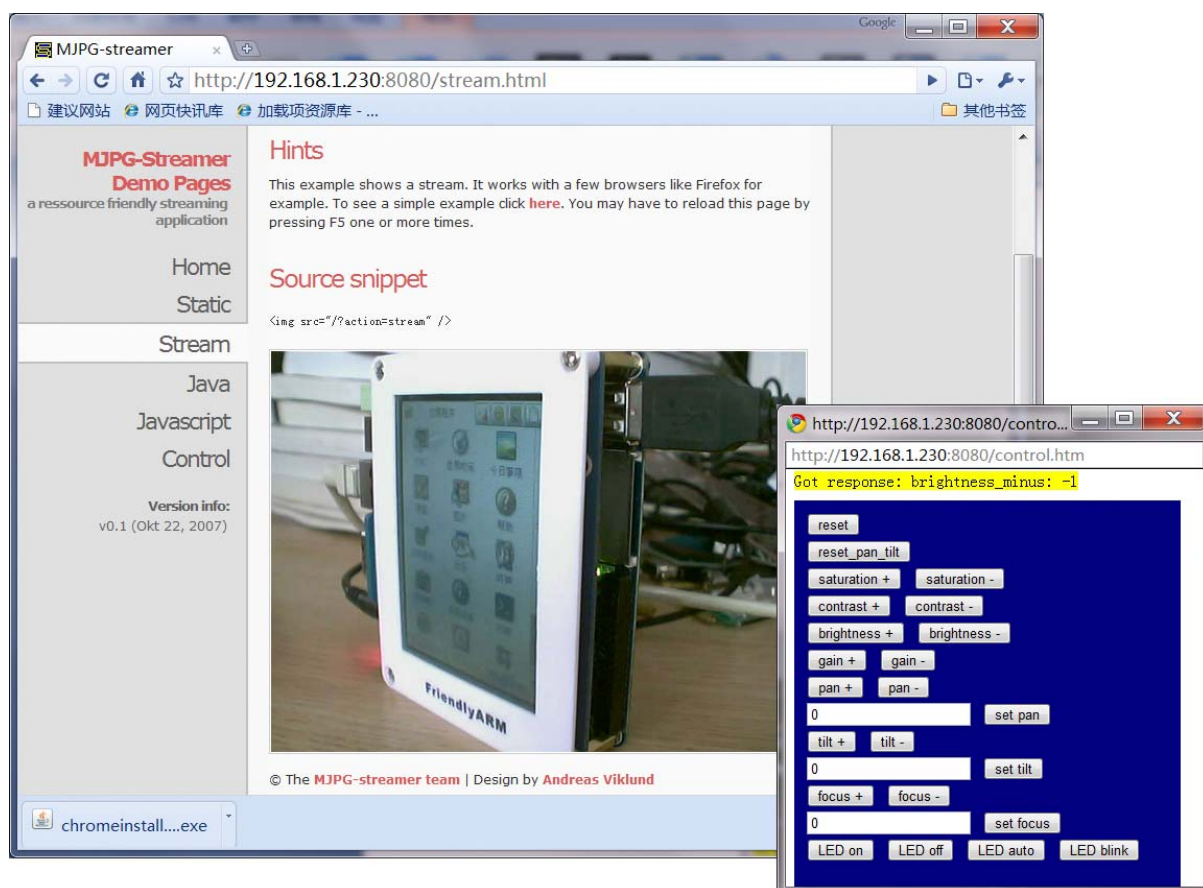 Google
MJPG-streamer
http://192.168.1.230:8080/stream.html
建议网站 网页快讯库 加载项资源库 - ... 其他书签
MJPG-Streamer
Demo Pages
a ressource friendly streaming
application
Home
Static
Stream
Java
Javascript
Control
Version info:
v0.1 (Okt 22, 2007)
Hints
This example shows a stream. It works with a few browsers like Firefox for
example. To see a simple example click here. You may have to reload this page by
pressing F5 one or more times.
Source snippet
<img src="/?action=stream" />
FriendlyARM
© The MJPG-streamer team | Design by Andreas Viklund
chromeinstall....exe
http://192.168.1.230:8080/contro...
http://192.168.1.230:8080/control.htm
Got response: brightness_minus: -1
reset
reset_pan_tilt
saturation + saturation -
contrast + contrast -
brightness + brightness -
gain + gain -
pan + pan -
0 set pan
tilt + tilt -
0 set tilt
focus + focus -
0 set focus
LED on LED off LED auto LED blink